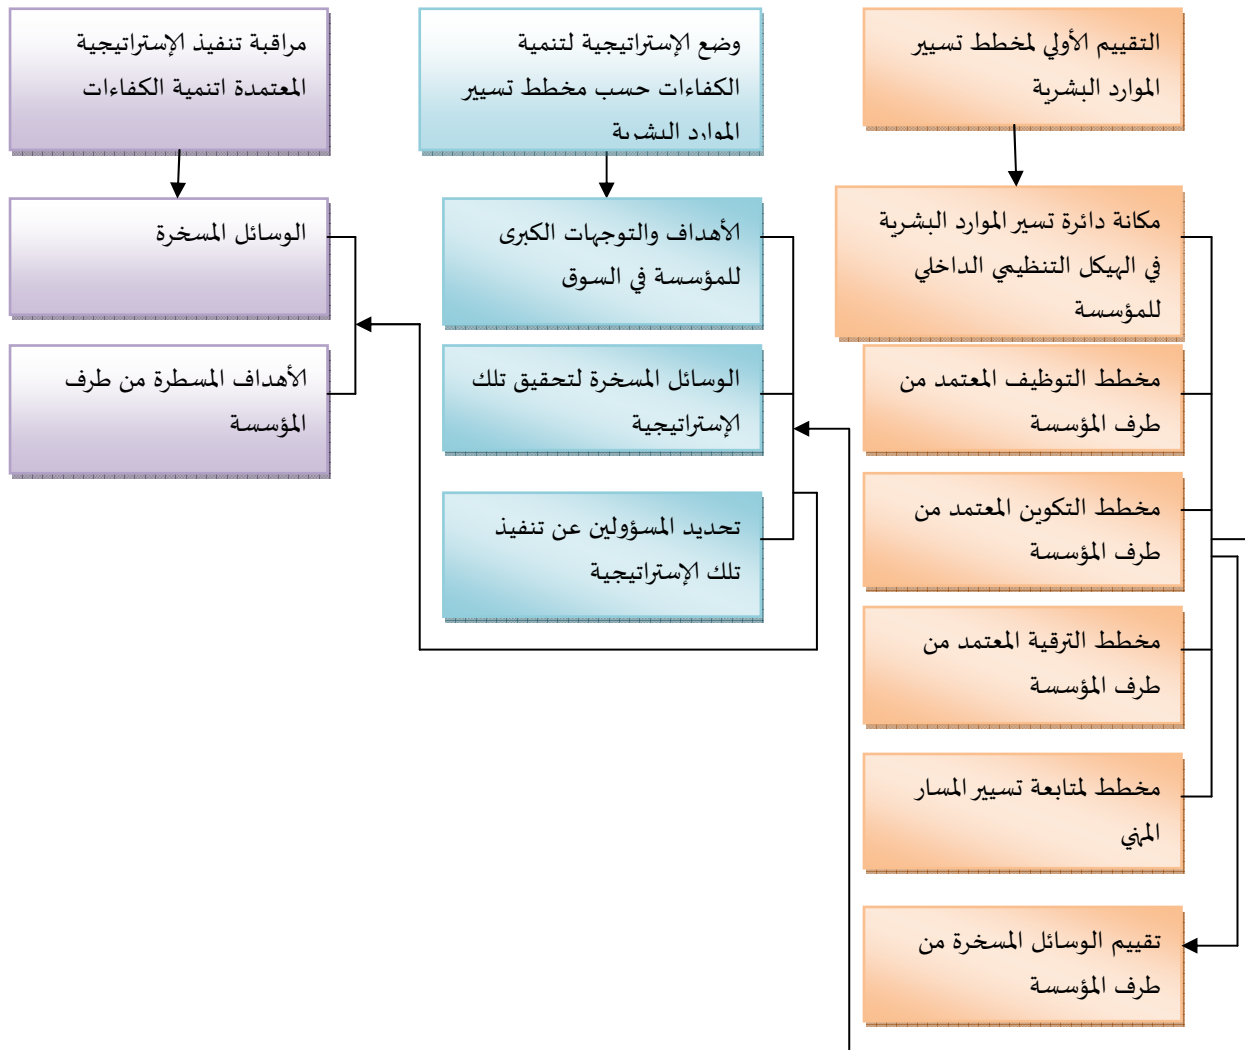 التقييم الأولي لمخطط تسيير
الموارد البشرية
مكانة دائرة تسير الموارد البشرية
في الهيكل التنظيمي الداخلي
للمؤسسة
مخطط التوظيف المعتمد من
طرف المؤسسة
مخطط التكوين المعتمد من
طرف المؤسسة
مخطط الترقية المعتمد من
طرف المؤسسة
مخطط لمتابعة تسيير المسار
المهني
تقييم الوسائل المسخرة من
طرف المؤسسة
وضع الإستراتيجية لتنمية
الكفاءات حسب مخطط تسيير
الموارد البشرية
الأهداف والتوجهات الكبرى
للمؤسسة في السوق
الوسائل المسخرة لتحقيق تلك
الإستراتيجية
تحديد المسؤولين عن تنفيذ
تلك الإستراتيجية
مراقبة تنفيذ الإستراتيجية
المعتمدة اتنمية الكفاءات
الوسائل المسخرة
الأهداف المسطرة من طرف
المؤسسة